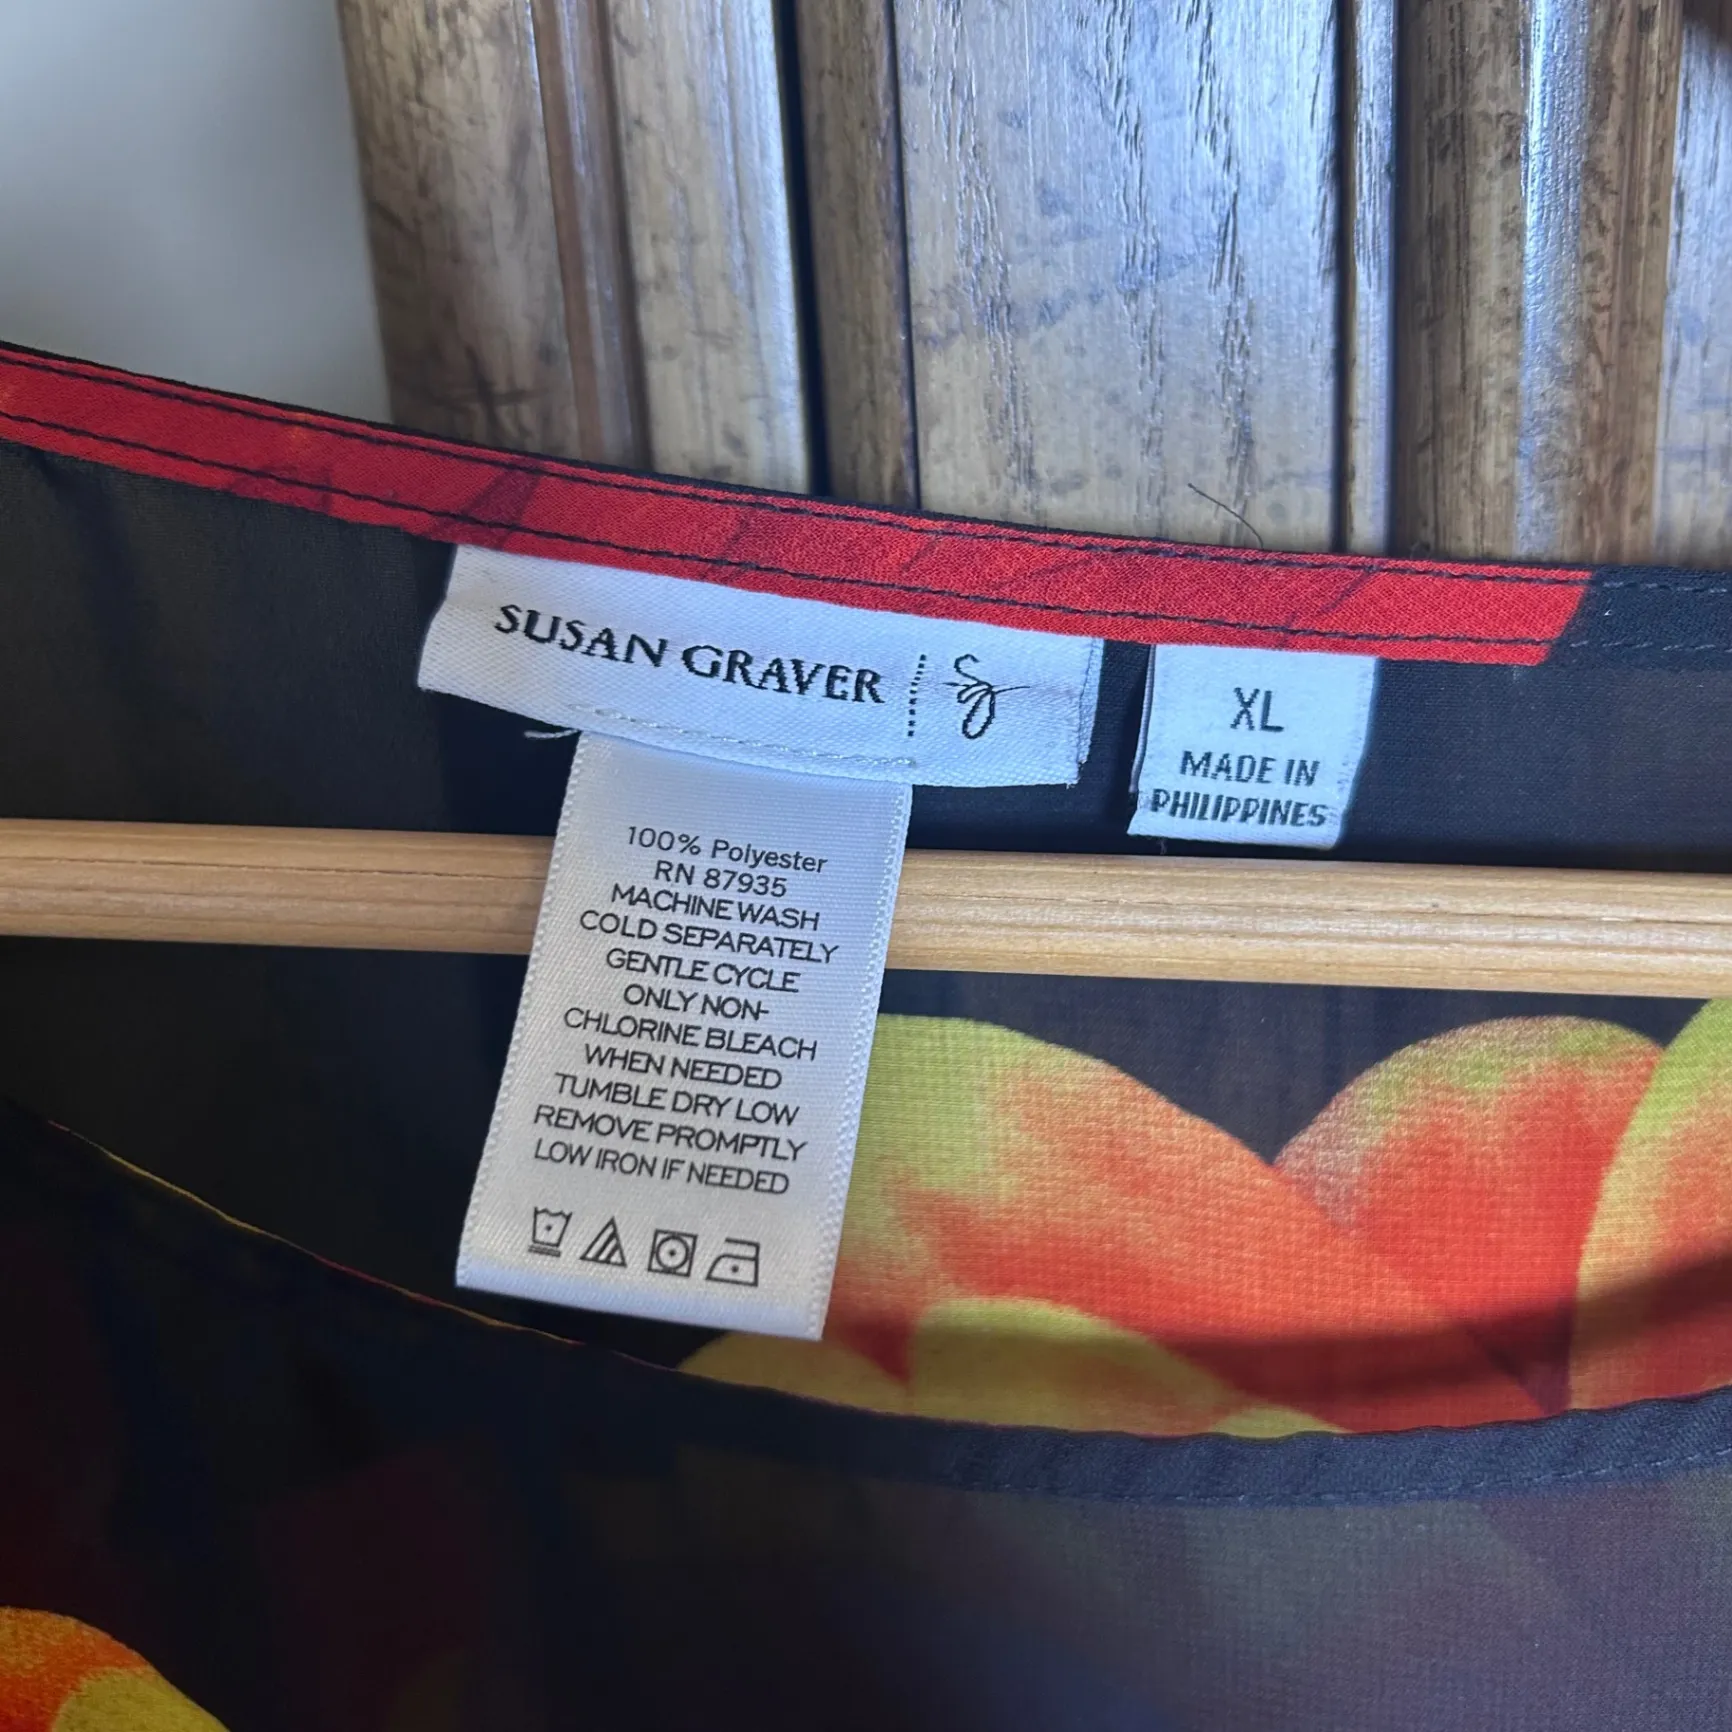 SUSAN GRAVER
XL
MADE IN
PHILIPPINES
100% Polyester
RN 87935
MACHINE WASH
COLD SEPARATELY
GENTLE CYCLE
ONLY NON-
CHLORINE BLEACH
WHEN NEEDED
TUMBLE DRY LOW
REMOVE PROMPTLY
LOW IRON IF NEEDED